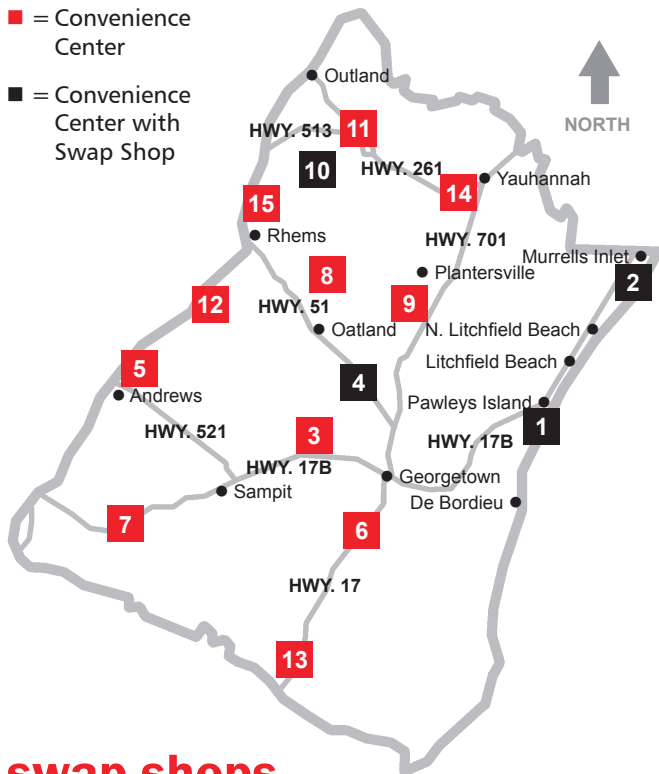 = Convenience
Center
= Convenience
Center with
Swap Shop
NORTH
Outland
HWY. 513
11
10
HWY. 261
14
Yauhannah
15
Rhems
HWY. 701
Murrells Inlet
8
Plantersville
2
12
HWY. 51
9
Oatland
N. Litchfield Beach
5
Litchfield Beach
4
Andrews
Pawleys Island
1
HWY. 521
3
HWY. 17B
HWY. 17B
Georgetown
Sampit
De Bordieu
7
6
HWY. 17
13
swap shops